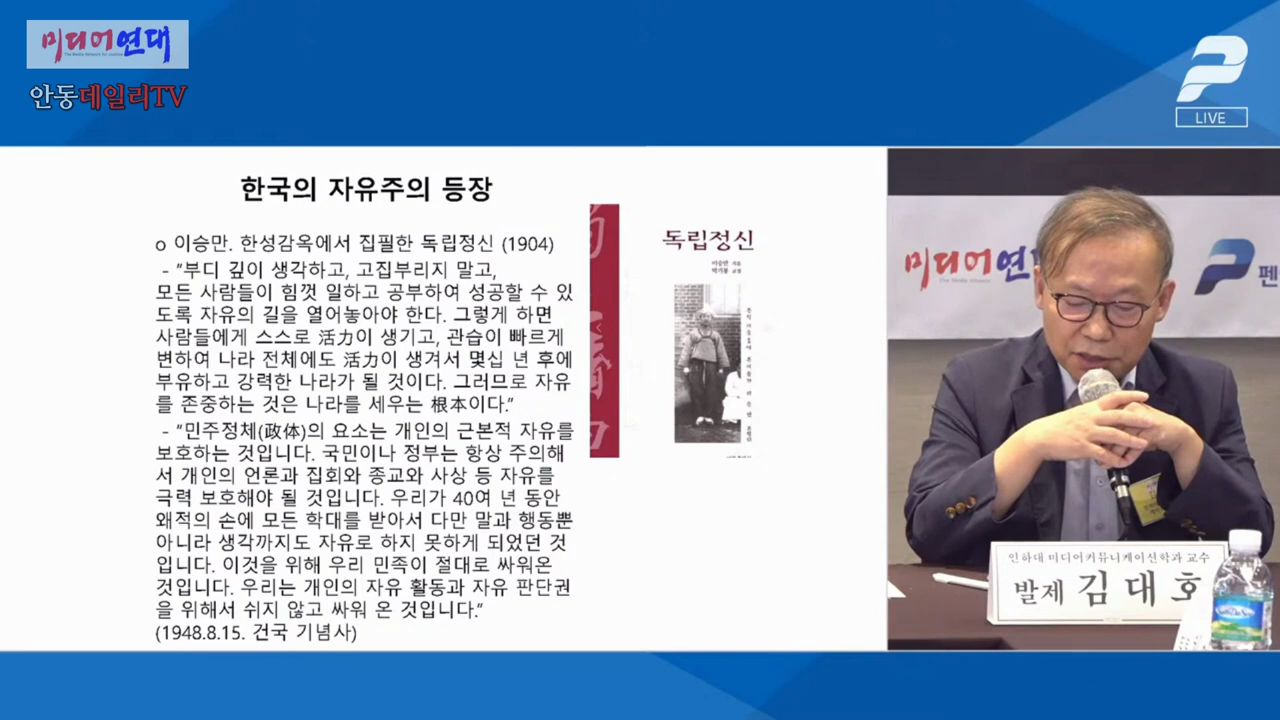 미디어연대
The Media Network for Justice
안동데일리TV
LIVE
한국의 자유주의 등장
o 이승만. 한성감옥에서 집필한 독립정신 (1904)
- “부디 깊이 생각하고, 고집부리지 말고,
모든 사람들이 힘껏 일하고 공부하여 성공할 수 있
도록 자유의 길을 열어놓아야 한다. 그렇게 하면
사람들에게 스스로 活力이 생기고, 관습이 빠르게
변하여 나라 전체에도 活力이 생겨서 몇십 년 후에
부유하고 강력한 나라가 될 것이다. 그러므로 자유
를 존중하는 것은 나라를 세우는 根本이다.”
- “민주정체(政体)의 요소는 개인의 근본적 자유를
보호하는 것입니다. 국민이나 정부는 항상 주의해
서 개인의 언론과 집회와 종교와 사상 등 자유를
극력 보호해야 될 것입니다. 우리가 40여 년 동안
왜적의 손에 모든 학대를 받아서 다만 말과 행동뿐
아니라 생각까지도 자유로 하지 못하게 되었던 것
입니다. 이것을 위해 우리 민족이 절대로 싸워온
것입니다. 우리는 개인의 자유 활동과 자유 판단권
을 위해서 쉬지 않고 싸워 온 것입니다.”
(1948.8.15. 건국 기념사)
독립정신
이승만 지음
미디어연
펜
인하대 미디어커뮤니케이션학과 교수
발제 김대호